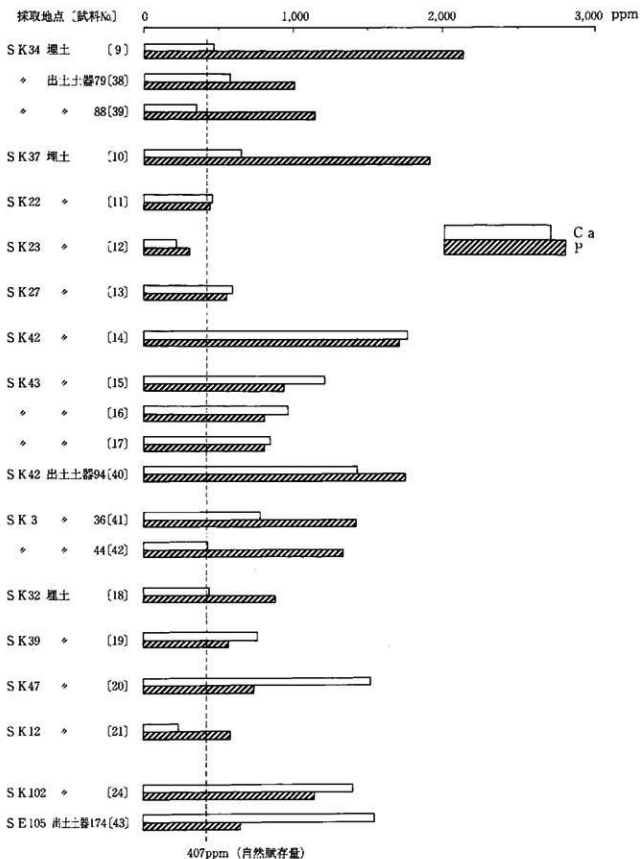 採取地点〔試料No.〕 0 1,000 2,000 3,000 ppm
SK34 埋土 〔9〕
〃 出土土器79〔38〕
〃 〃 88〔39〕
SK37 埋土 〔10〕
SK22 〃 〔11〕
SK23 〃 〔12〕
SK27 〃 〔13〕
SK42 〃 〔14〕
SK43 〃 〔15〕
〃 〃 〔16〕
〃 〃 〔17〕
SK42 出土土器94〔40〕
SK3 〃 36〔41〕
〃 〃 44〔42〕
SK32 埋土 〔18〕
SK39 〃 〔19〕
SK47 〃 〔20〕
SK12 〃 〔21〕
SK102 〃 〔24〕
SE105 出土土器174〔43〕
Ca
P
407ppm (自然賦存量)